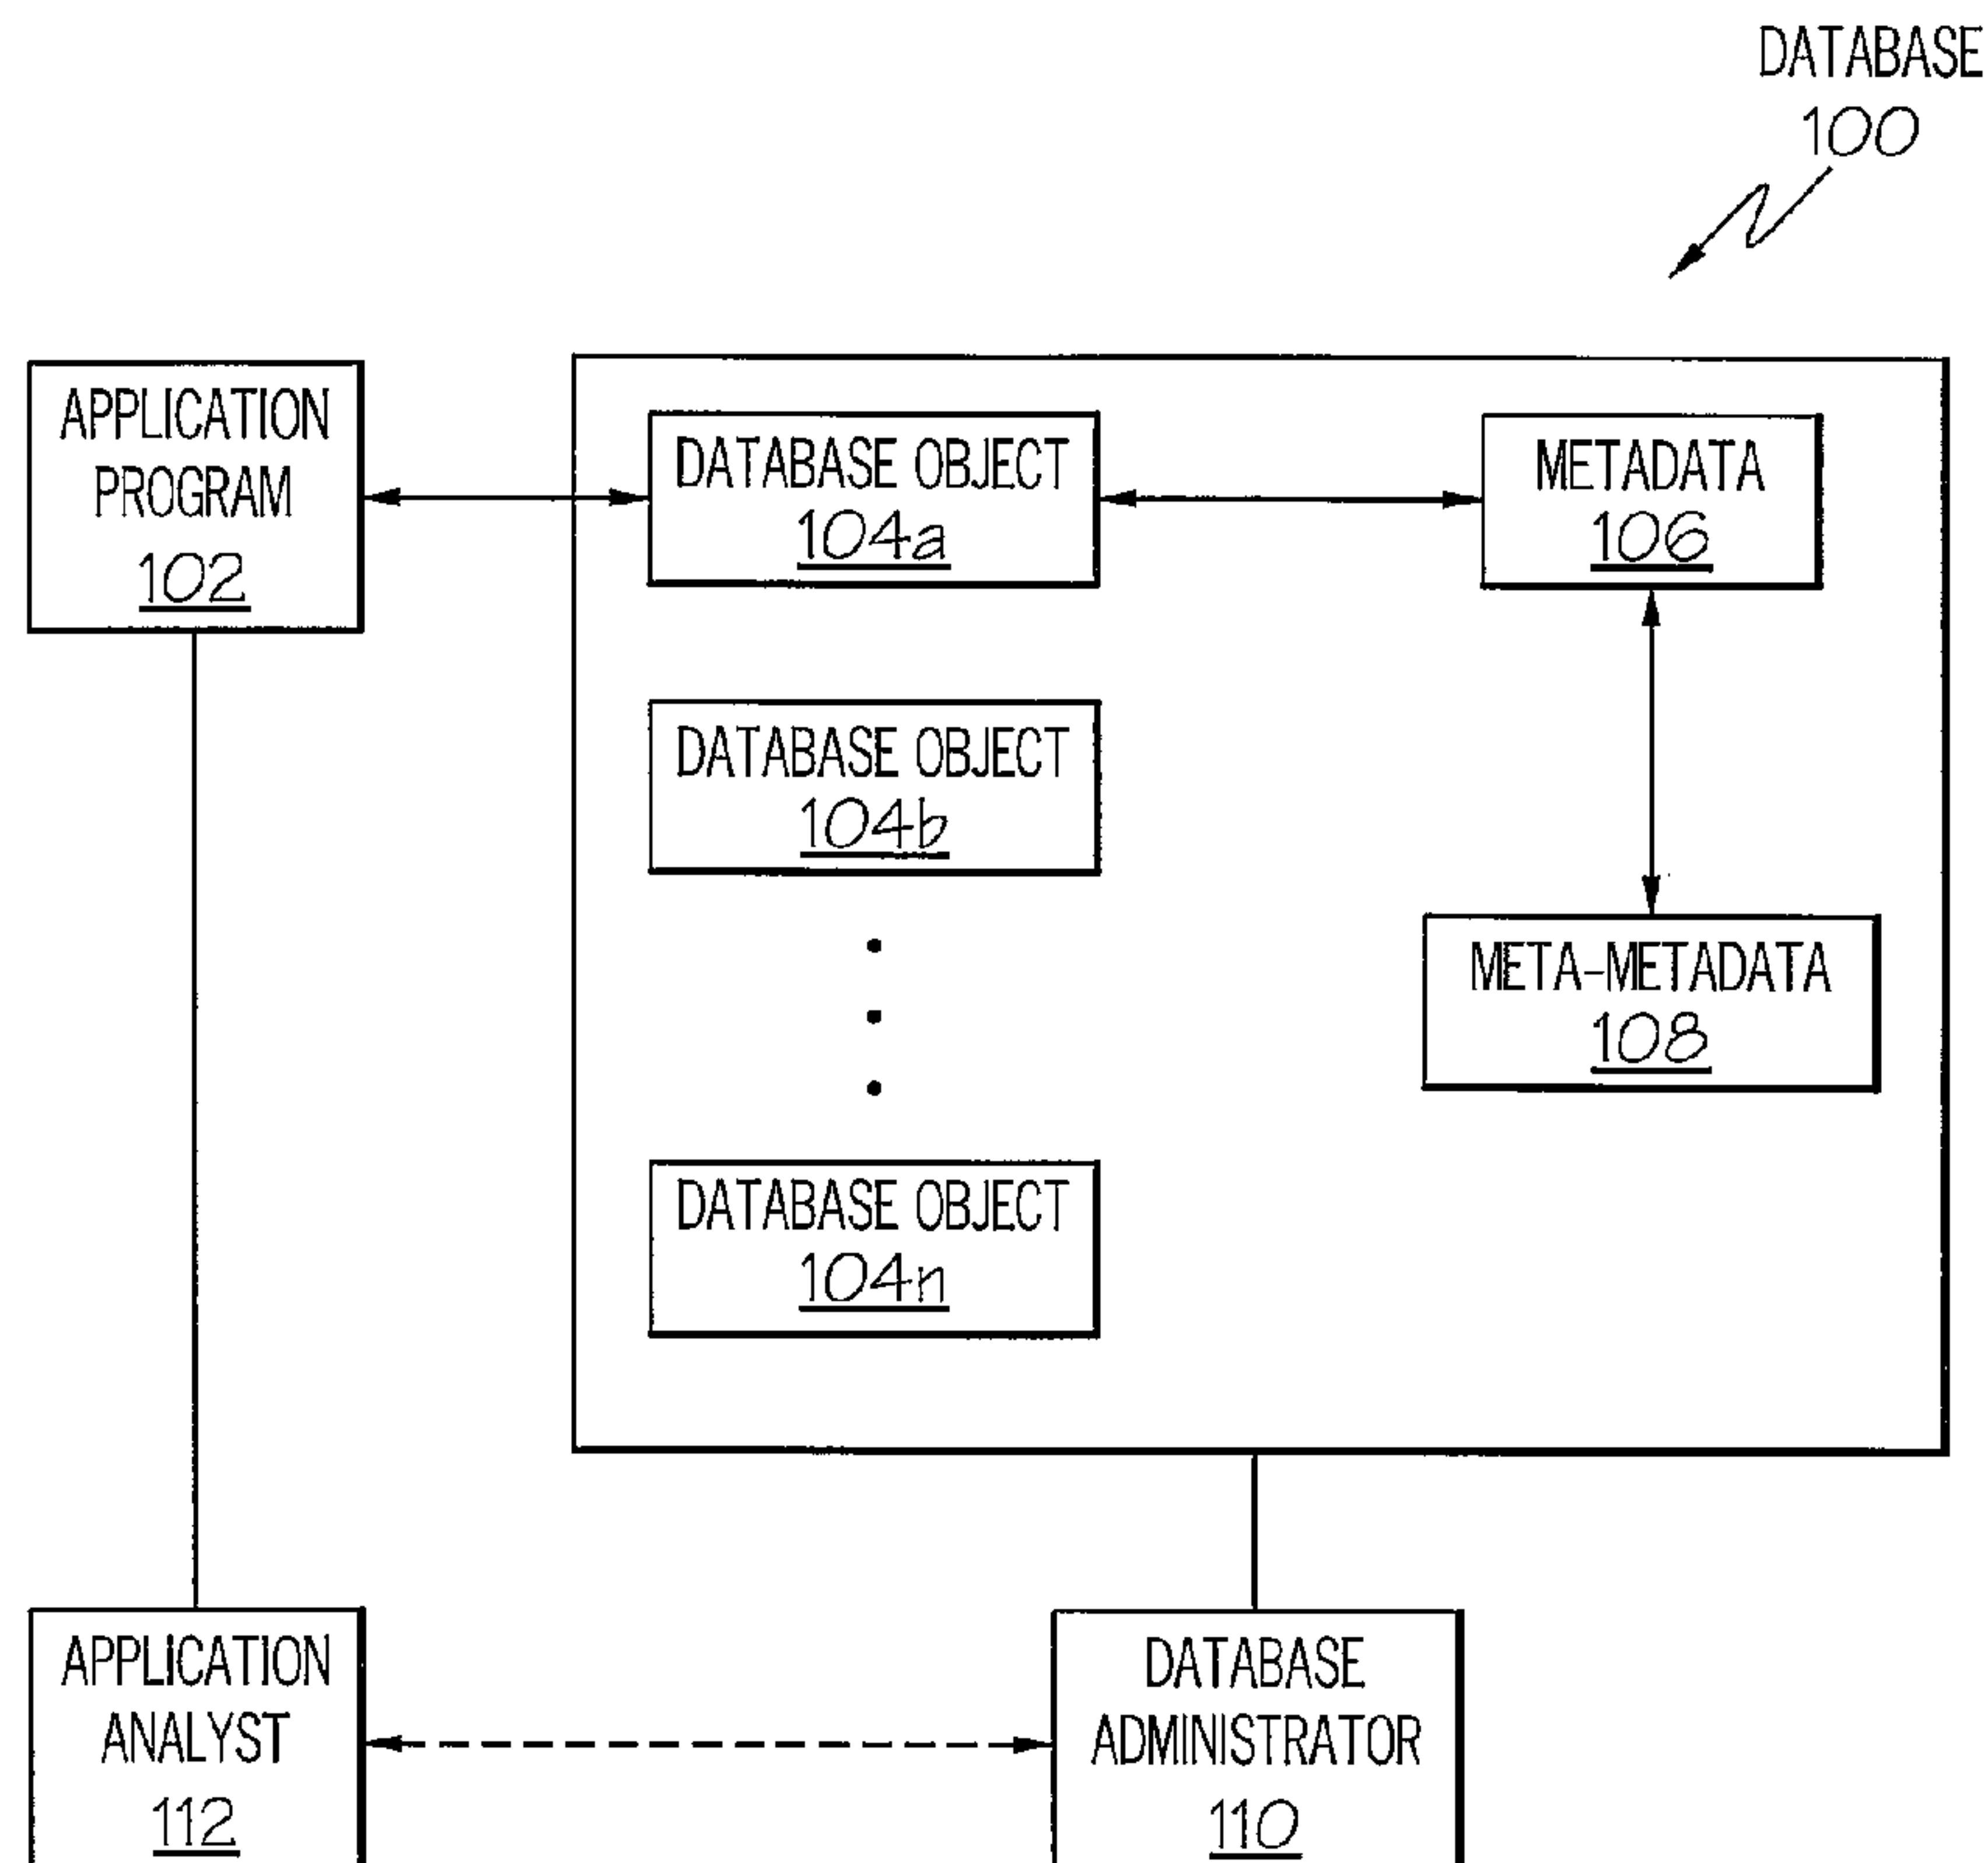 DATABASE
100
APPLICATION
PROGRAM
102
DATABASE OBJECT
104a
METADATA
106
DATABASE OBJECT
104b
META-METADATA
108
DATABASE OBJECT
104n
APPLICATION
ANALYST
112
DATABASE
ADMINISTRATOR
110